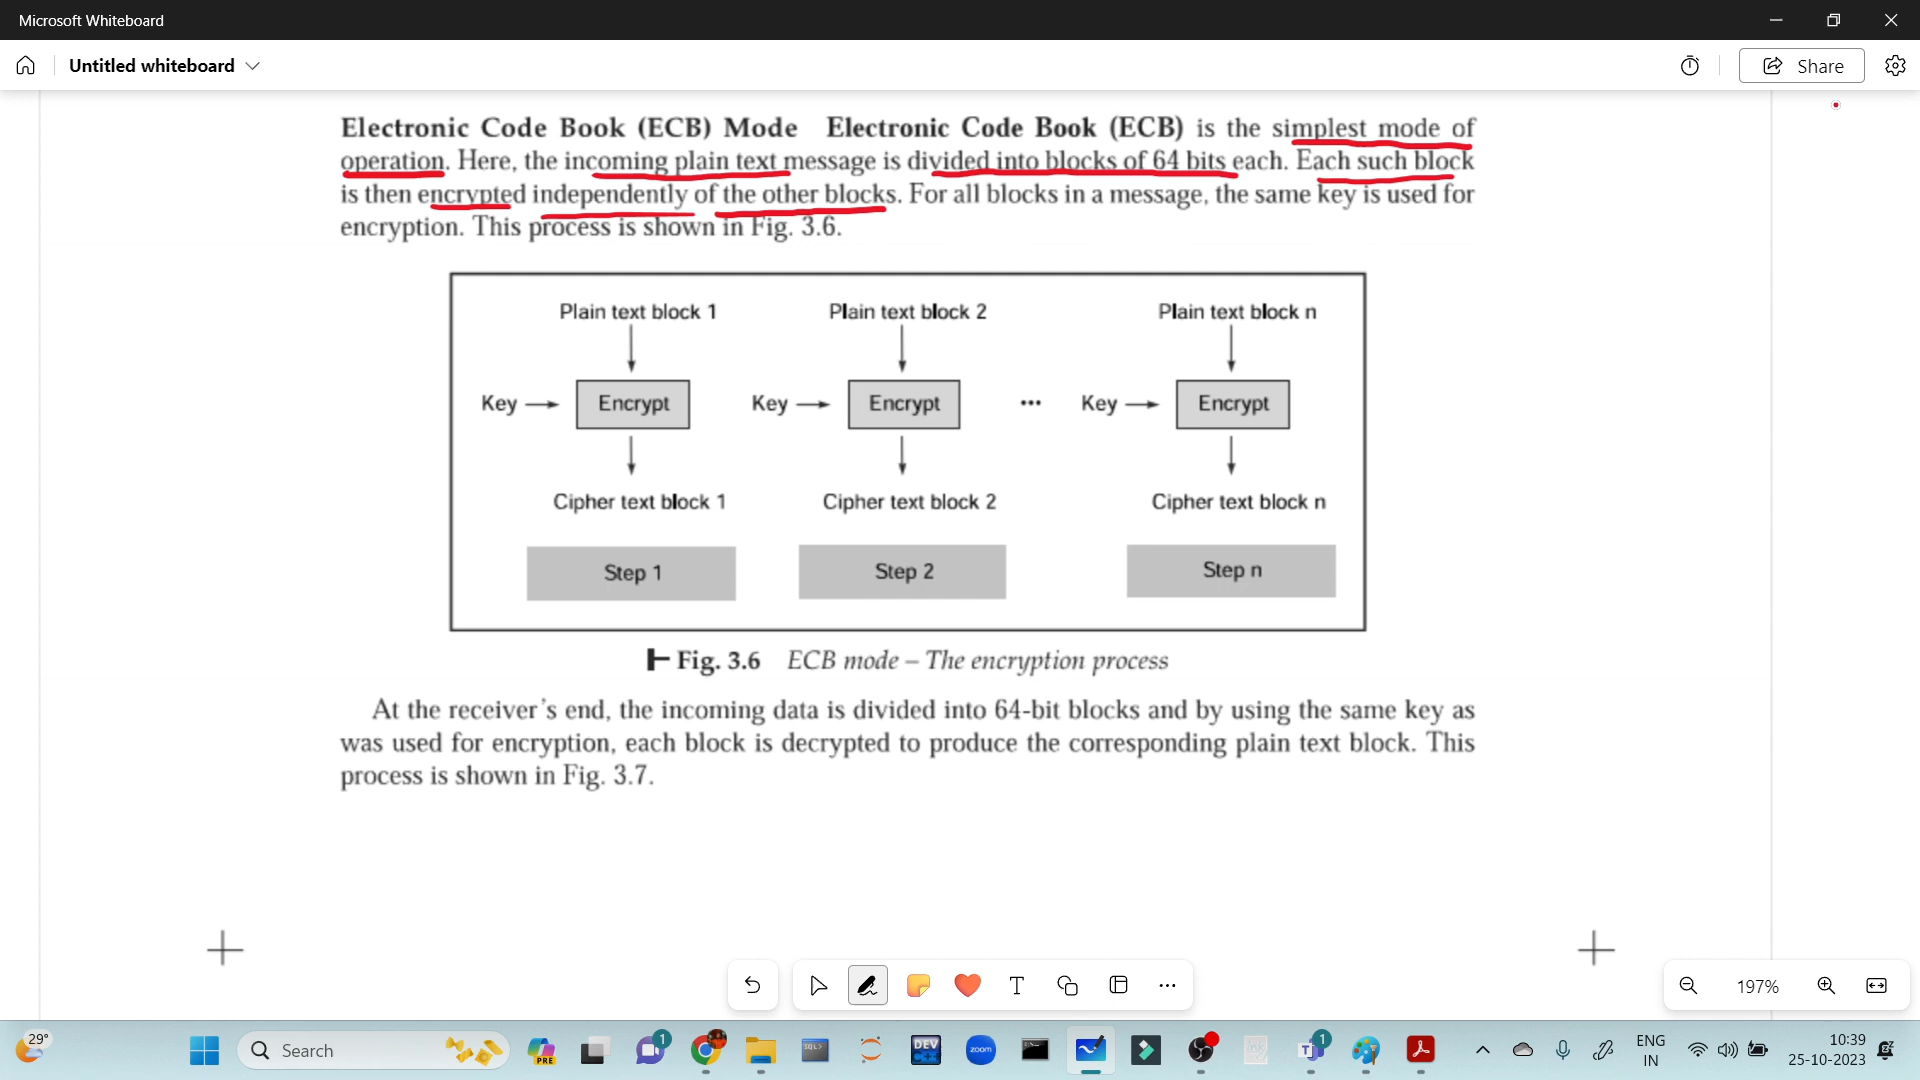 Microsoft Whiteboard
Untitled whiteboard
Share
Electronic Code Book (ECB) Mode Electronic Code Book (ECB) is the simplest mode of
operation. Here, the incoming plain text message is divided into blocks of 64 bits each. Each such block
is then encrypted independently of the other blocks. For all blocks in a message, the same key is used for
encryption. This process is shown in Fig. 3.6.
Plain text block 1 Plain text block 2 Plain text block n
Key Encrypt Key Encrypt ... Key Encrypt
Cipher text block 1 Cipher text block 2 Cipher text block n
Step 1 Step 2 Step n
Fig. 3.6 ECB mode – The encryption process
At the receiver's end, the incoming data is divided into 64-bit blocks and by using the same key as
was used for encryption, each block is decrypted to produce the corresponding plain text block. This
process is shown in Fig. 3.7.
197%
29°
Search
PRE
1
SQL>
DEV
C++
zoom
1
ENG
IN
10:39
25-10-2023